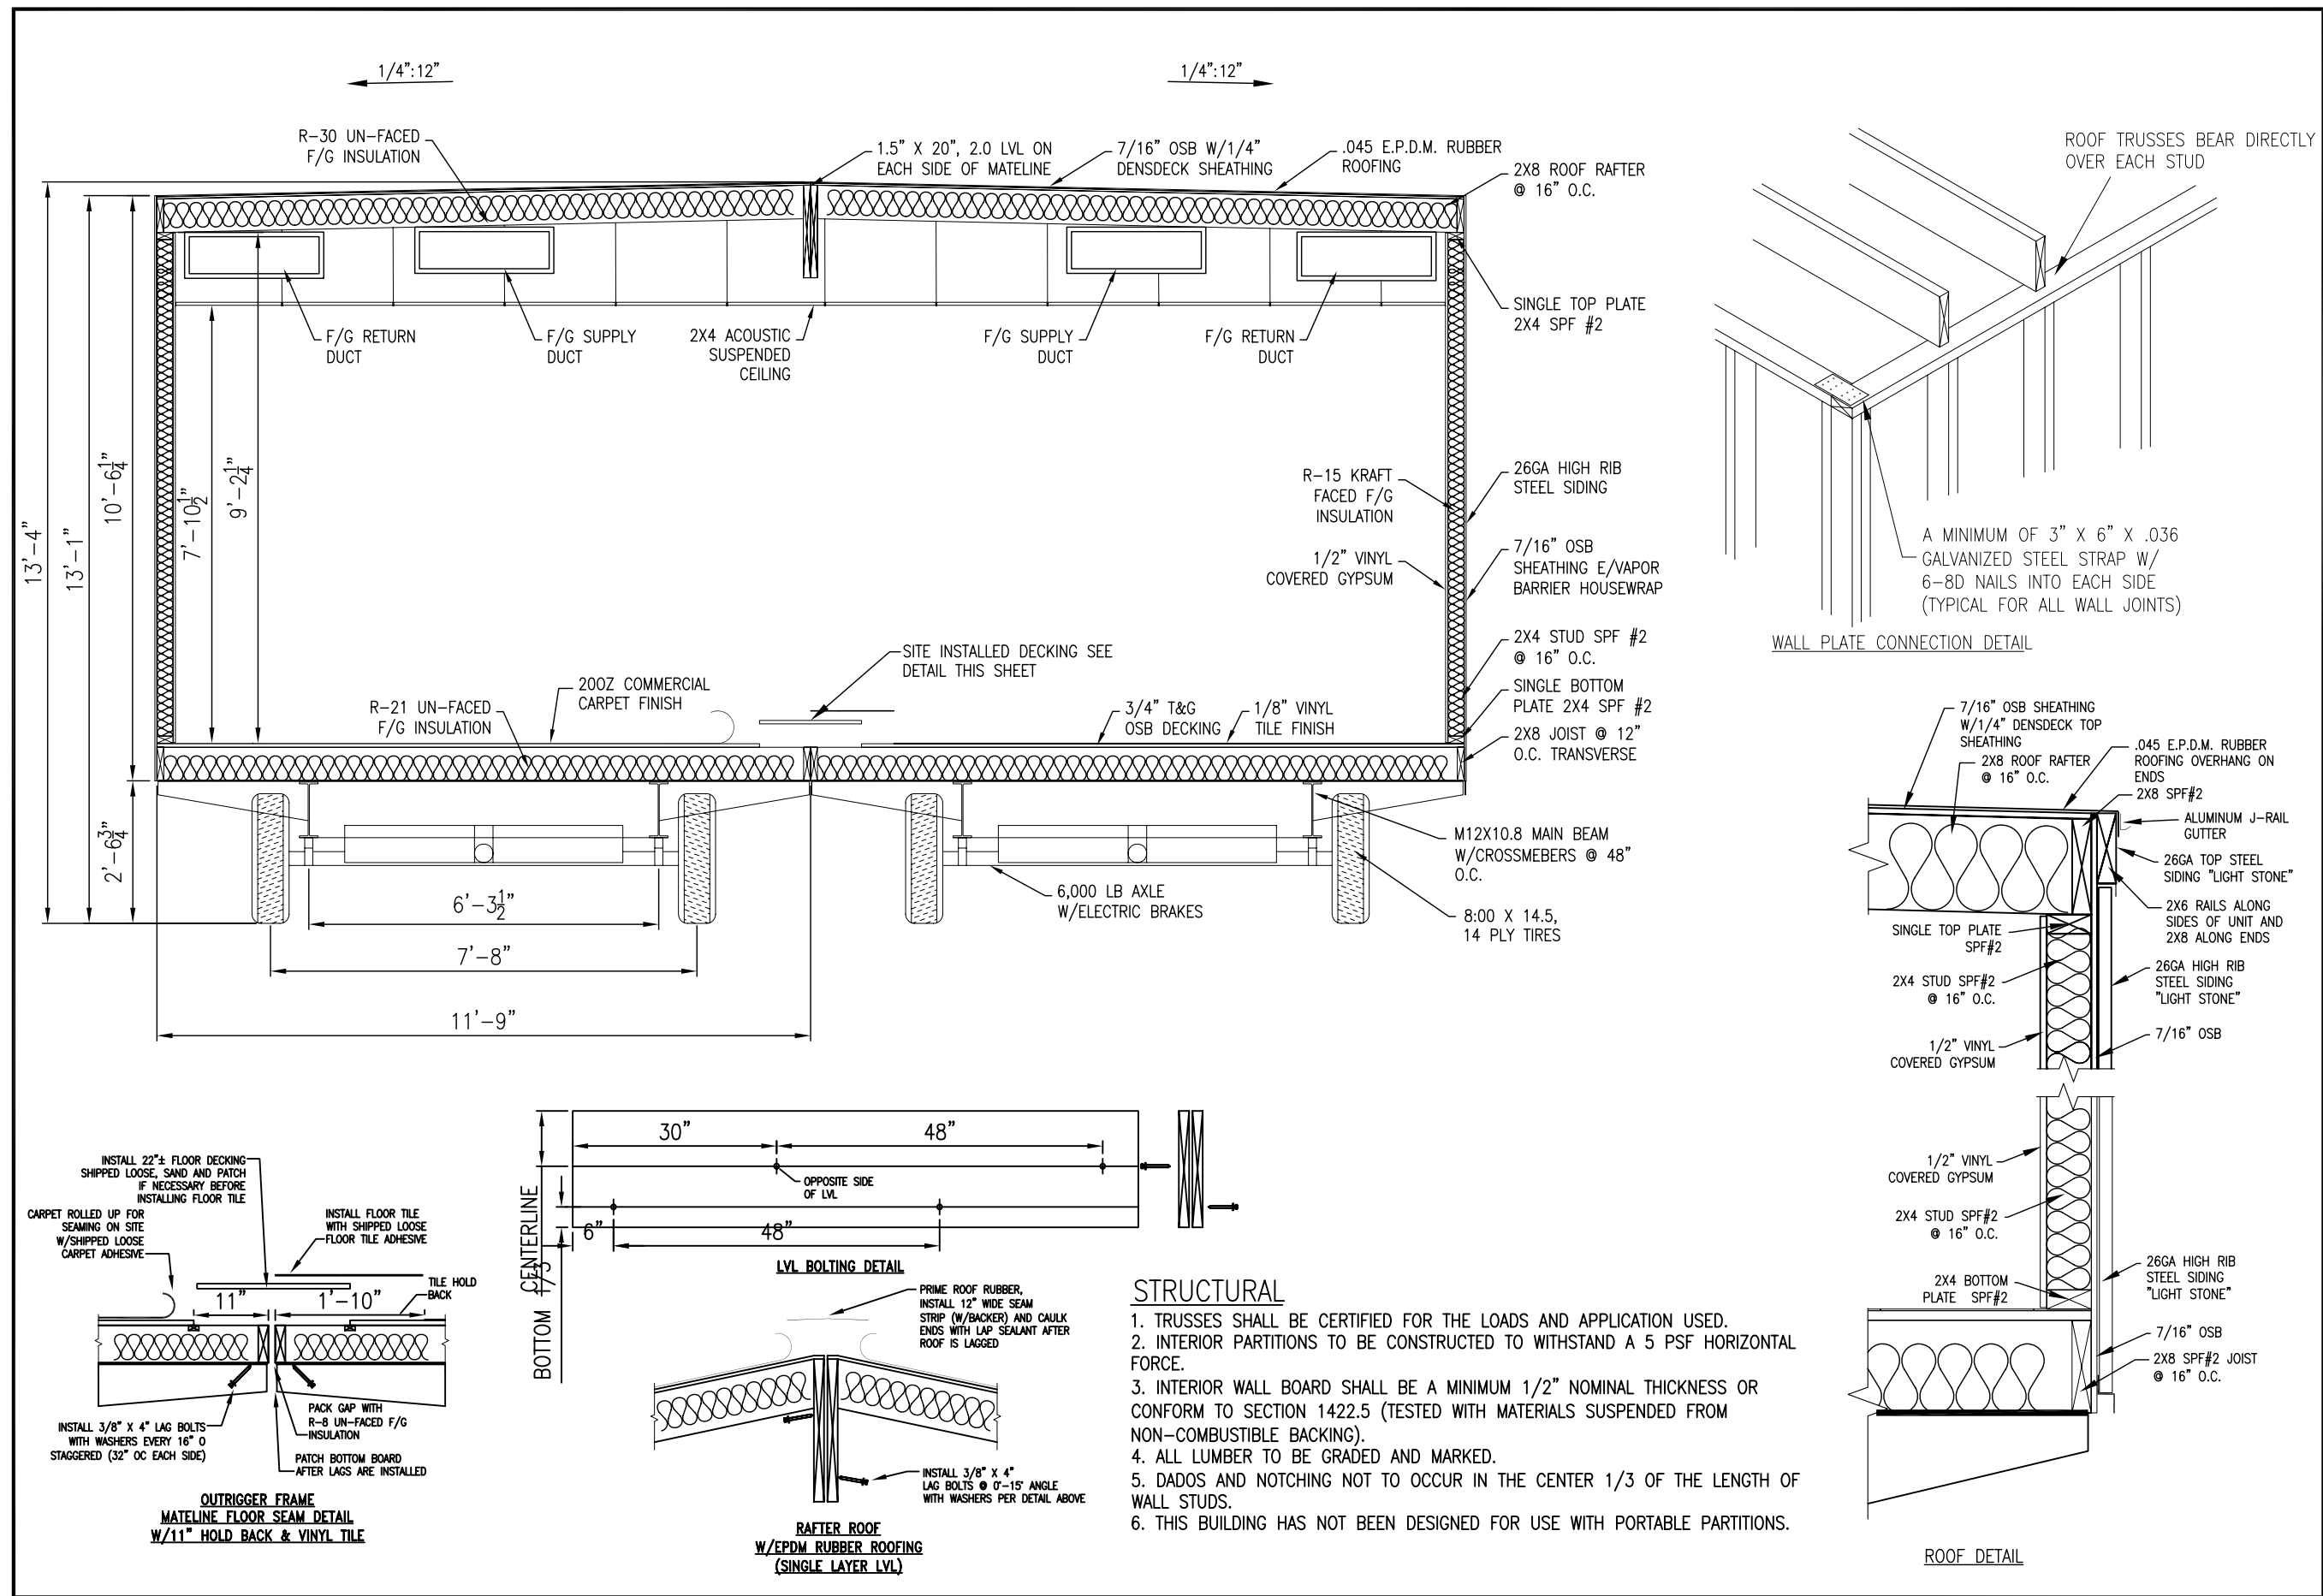 1/4":12"
1/4":12"
R-30 UN-FACED
F/G INSULATION
1.5" X 20", 2.0 LVL ON
EACH SIDE OF MATELINE
7/16" OSB W/1/4"
DENSDECK SHEATHING
.045 E.P.D.M. RUBBER
ROOFING
2X8 ROOF RAFTER
@ 16" O.C.
F/G RETURN
DUCT
F/G SUPPLY
DUCT
2X4 ACOUSTIC
SUSPENDED
CEILING
F/G SUPPLY
DUCT
F/G RETURN
DUCT
SINGLE TOP PLATE
2X4 SPF #2
13'-4"
13'-1"
10'-6 1/4"
7'-10 1/2"
9'-2 1/4"
2'-6 3/4"
R-15 KRAFT
FACED F/G
INSULATION
1/2" VINYL
COVERED GYPSUM
26GA HIGH RIB
STEEL SIDING
7/16" OSB
SHEATHING E/VAPOR
BARRIER HOUSEWRAP
2X4 STUD SPF #2
@ 16" O.C.
SINGLE BOTTOM
PLATE 2X4 SPF #2
2X8 JOIST @ 12"
O.C. TRANSVERSE
SITE INSTALLED DECKING SEE
DETAIL THIS SHEET
20OZ COMMERCIAL
CARPET FINISH
R-21 UN-FACED
F/G INSULATION
3/4" T&G
OSB DECKING
1/8" VINYL
TILE FINISH
M12X10.8 MAIN BEAM
W/CROSSMEBERS @ 48"
O.C.
6,000 LB AXLE
W/ELECTRIC BRAKES
8:00 X 14.5,
14 PLY TIRES
6'-3 1/2"
7'-8"
11'-9"
ROOF TRUSSES BEAR DIRECTLY
OVER EACH STUD
A MINIMUM OF 3" X 6" X .036
GALVANIZED STEEL STRAP W/
6-8D NAILS INTO EACH SIDE
(TYPICAL FOR ALL WALL JOINTS)
WALL PLATE CONNECTION DETAIL
7/16" OSB SHEATHING
W/1/4" DENSDECK TOP
SHEATHING
2X8 ROOF RAFTER
@ 16" O.C.
.045 E.P.D.M. RUBBER
ROOFING OVERHANG ON
ENDS
2X8 SPF#2
ALUMINUM J-RAIL
GUTTER
26GA TOP STEEL
SIDING "LIGHT STONE"
2X6 RAILS ALONG
SIDES OF UNIT AND
2X8 ALONG ENDS
SINGLE TOP PLATE
SPF#2
2X4 STUD SPF#2
@ 16" O.C.
26GA HIGH RIB
STEEL SIDING
"LIGHT STONE"
1/2" VINYL
COVERED GYPSUM
7/16" OSB
1/2" VINYL
COVERED GYPSUM
2X4 STUD SPF#2
@ 16" O.C.
2X4 BOTTOM
PLATE SPF#2
26GA HIGH RIB
STEEL SIDING
"LIGHT STONE"
7/16" OSB
2X8 SPF#2 JOIST
@ 16" O.C.
ROOF DETAIL
INSTALL 22"± FLOOR DECKING
SHIPPED LOOSE, SAND AND PATCH
IF NECESSARY BEFORE
INSTALLING FLOOR TILE
CARPET ROLLED UP FOR
SEAMING ON SITE
W/SHIPPED LOOSE
CARPET ADHESIVE
INSTALL FLOOR TILE
WITH SHIPPED LOOSE
FLOOR TILE ADHESIVE
TILE HOLD
BACK
11"
1'-10"
INSTALL 3/8" X 4" LAG BOLTS
WITH WASHERS EVERY 16" O
STAGGERED (32" OC EACH SIDE)
PACK GAP WITH
R-8 UN-FACED F/G
INSULATION
PATCH BOTTOM BOARD
AFTER LAGS ARE INSTALLED
OUTRIGGER FRAME
MATELINE FLOOR SEAM DETAIL
W/11" HOLD BACK & VINYL TILE
30"
48"
OPPOSITE SIDE
OF LVL
6"
48"
CENTERLINE
BOTTOM 1/3
LVL BOLTING DETAIL
PRIME ROOF RUBBER,
INSTALL 12" WIDE SEAM
STRIP (W/BACKER) AND CAULK
ENDS WITH LAP SEALANT AFTER
ROOF IS LAGGED
INSTALL 3/8" X 4"
LAG BOLTS @ 0°-15° ANGLE
WITH WASHERS PER DETAIL ABOVE
RAFTER ROOF
W/EPDM RUBBER ROOFING
(SINGLE LAYER LVL)
STRUCTURAL
1. TRUSSES SHALL BE CERTIFIED FOR THE LOADS AND APPLICATION USED.
2. INTERIOR PARTITIONS TO BE CONSTRUCTED TO WITHSTAND A 5 PSF HORIZONTAL
FORCE.
3. INTERIOR WALL BOARD SHALL BE A MINIMUM 1/2" NOMINAL THICKNESS OR
CONFORM TO SECTION 1422.5 (TESTED WITH MATERIALS SUSPENDED FROM
NON-COMBUSTIBLE BACKING).
4. ALL LUMBER TO BE GRADED AND MARKED.
5. DADOS AND NOTCHING NOT TO OCCUR IN THE CENTER 1/3 OF THE LENGTH OF
WALL STUDS.
6. THIS BUILDING HAS NOT BEEN DESIGNED FOR USE WITH PORTABLE PARTITIONS.